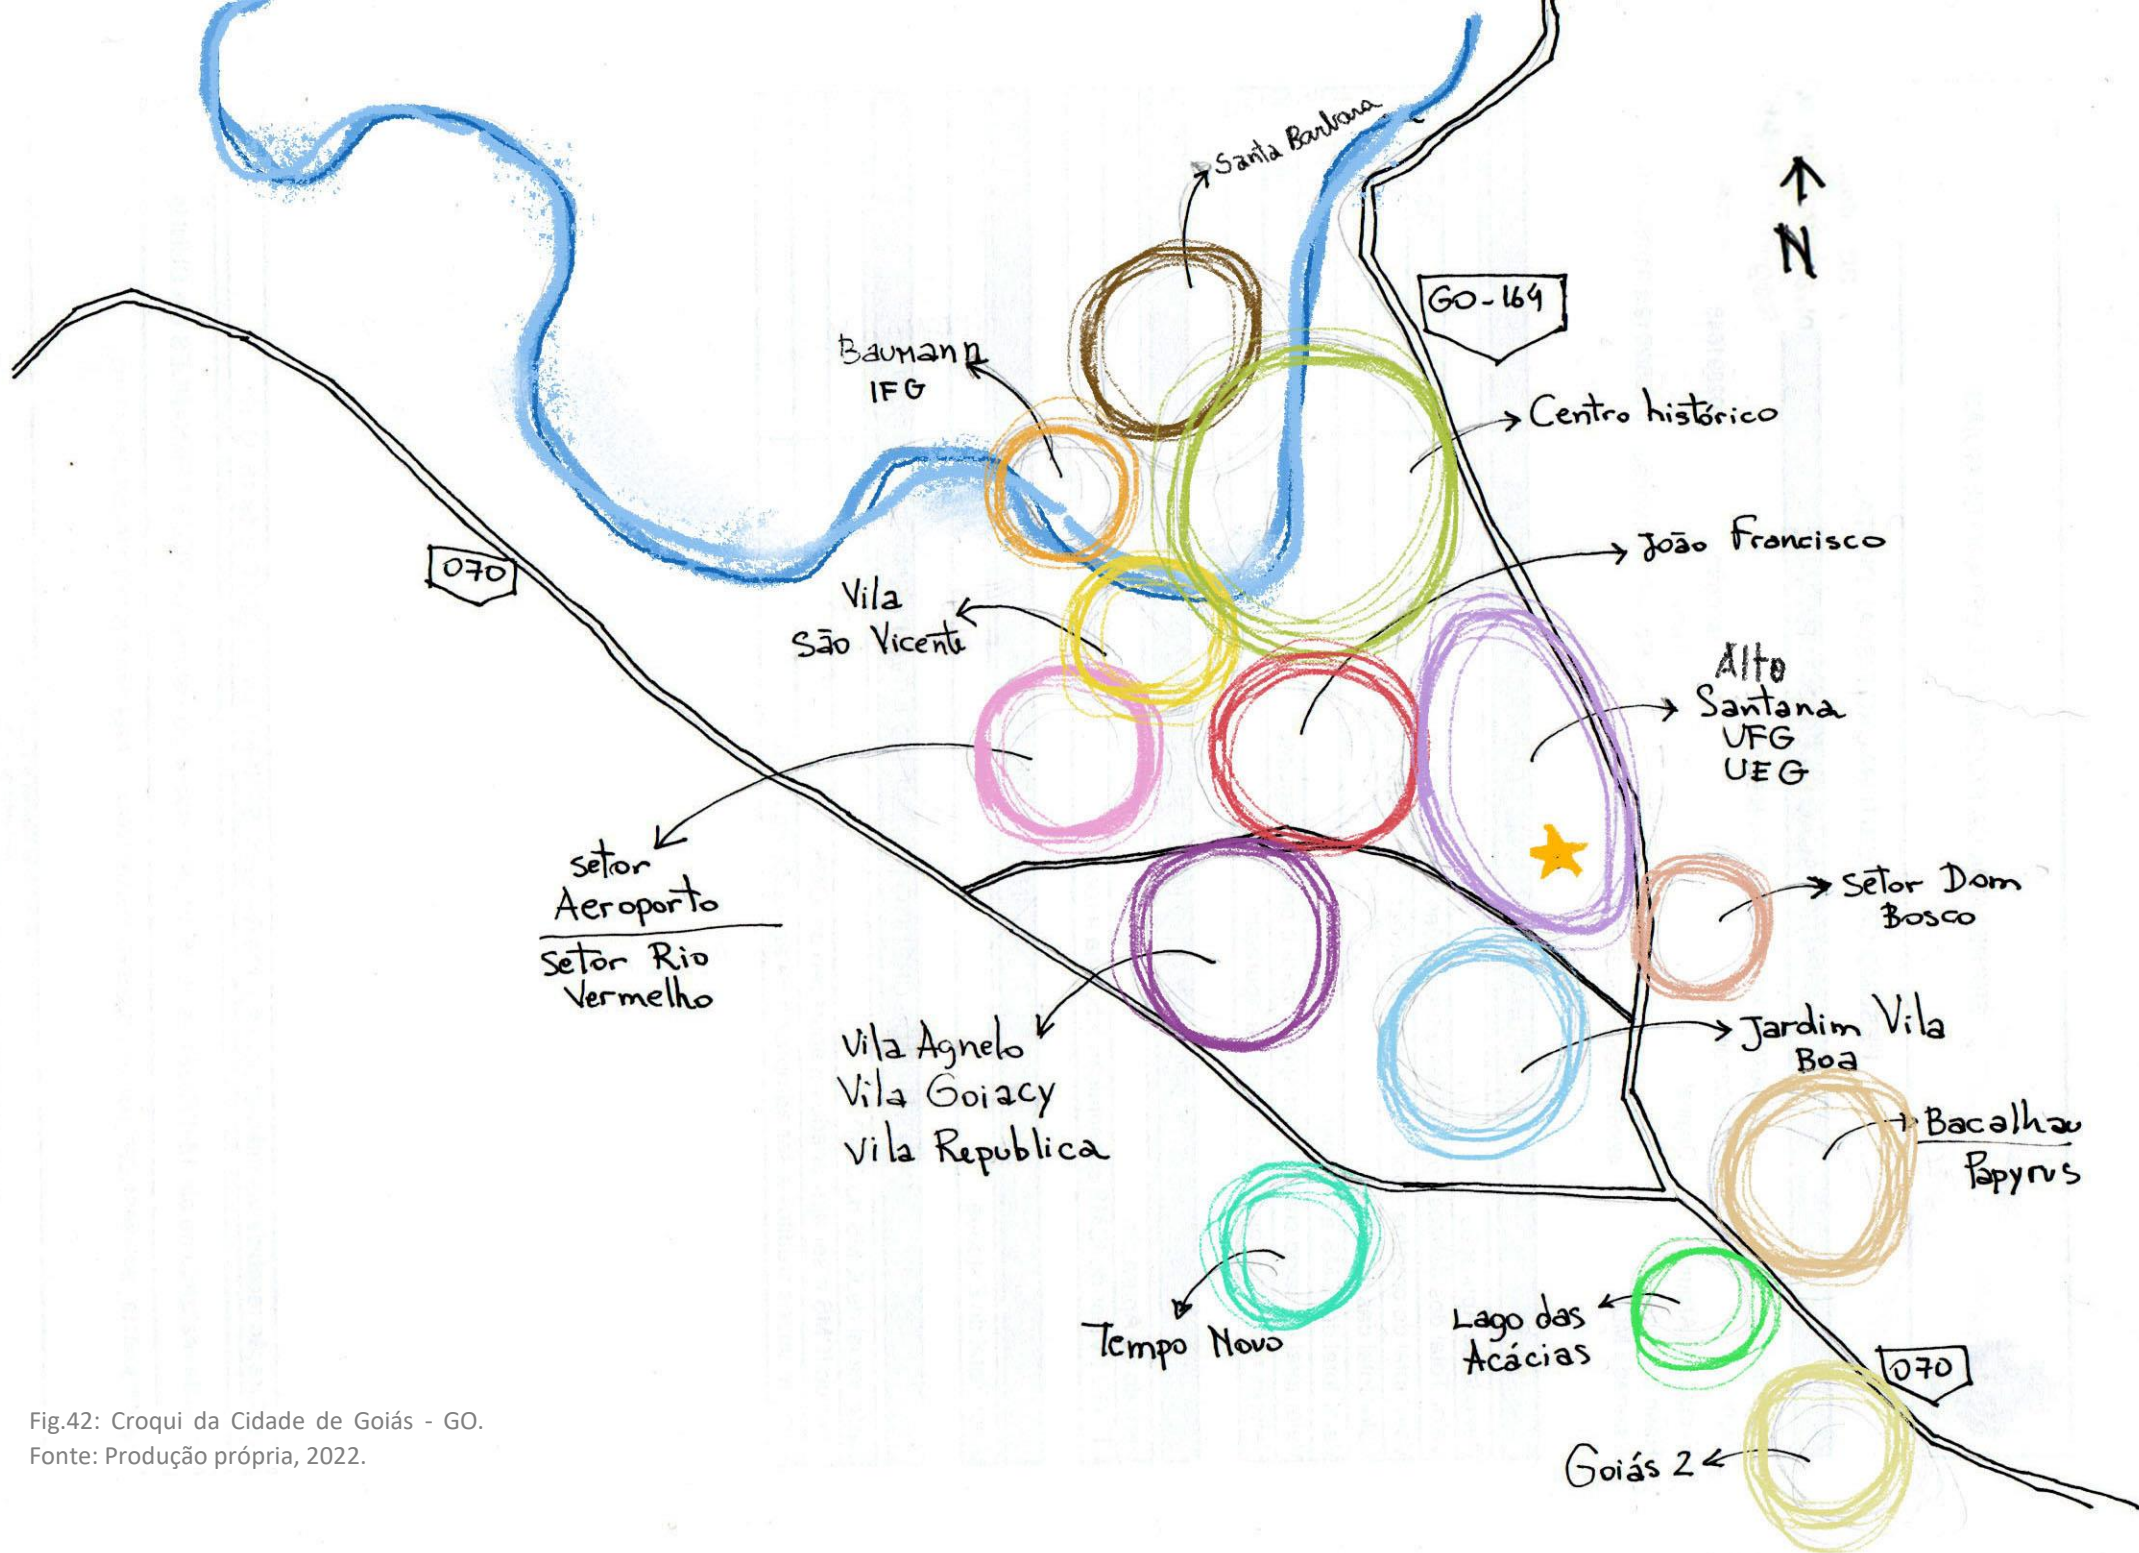 Santa Barbara
N
GO-164
Baumann
IFG
Centro histórico
João Francisco
070
Vila
São Vicente
Alto
Santana
UFG
UEG
Setor
Aeroporto
Setor Rio
Vermelho
Setor Dom
Bosco
Vila Agnelo
Vila Goiacy
Vila Republica
Jardim Vila
Boa
Bacalhau
Papyrus
Tempo Novo
Lago das
Acácias
070
Goiás 2
Fig.42: Croqui da Cidade de Goiás - GO.
Fonte: Produção própria, 2022.